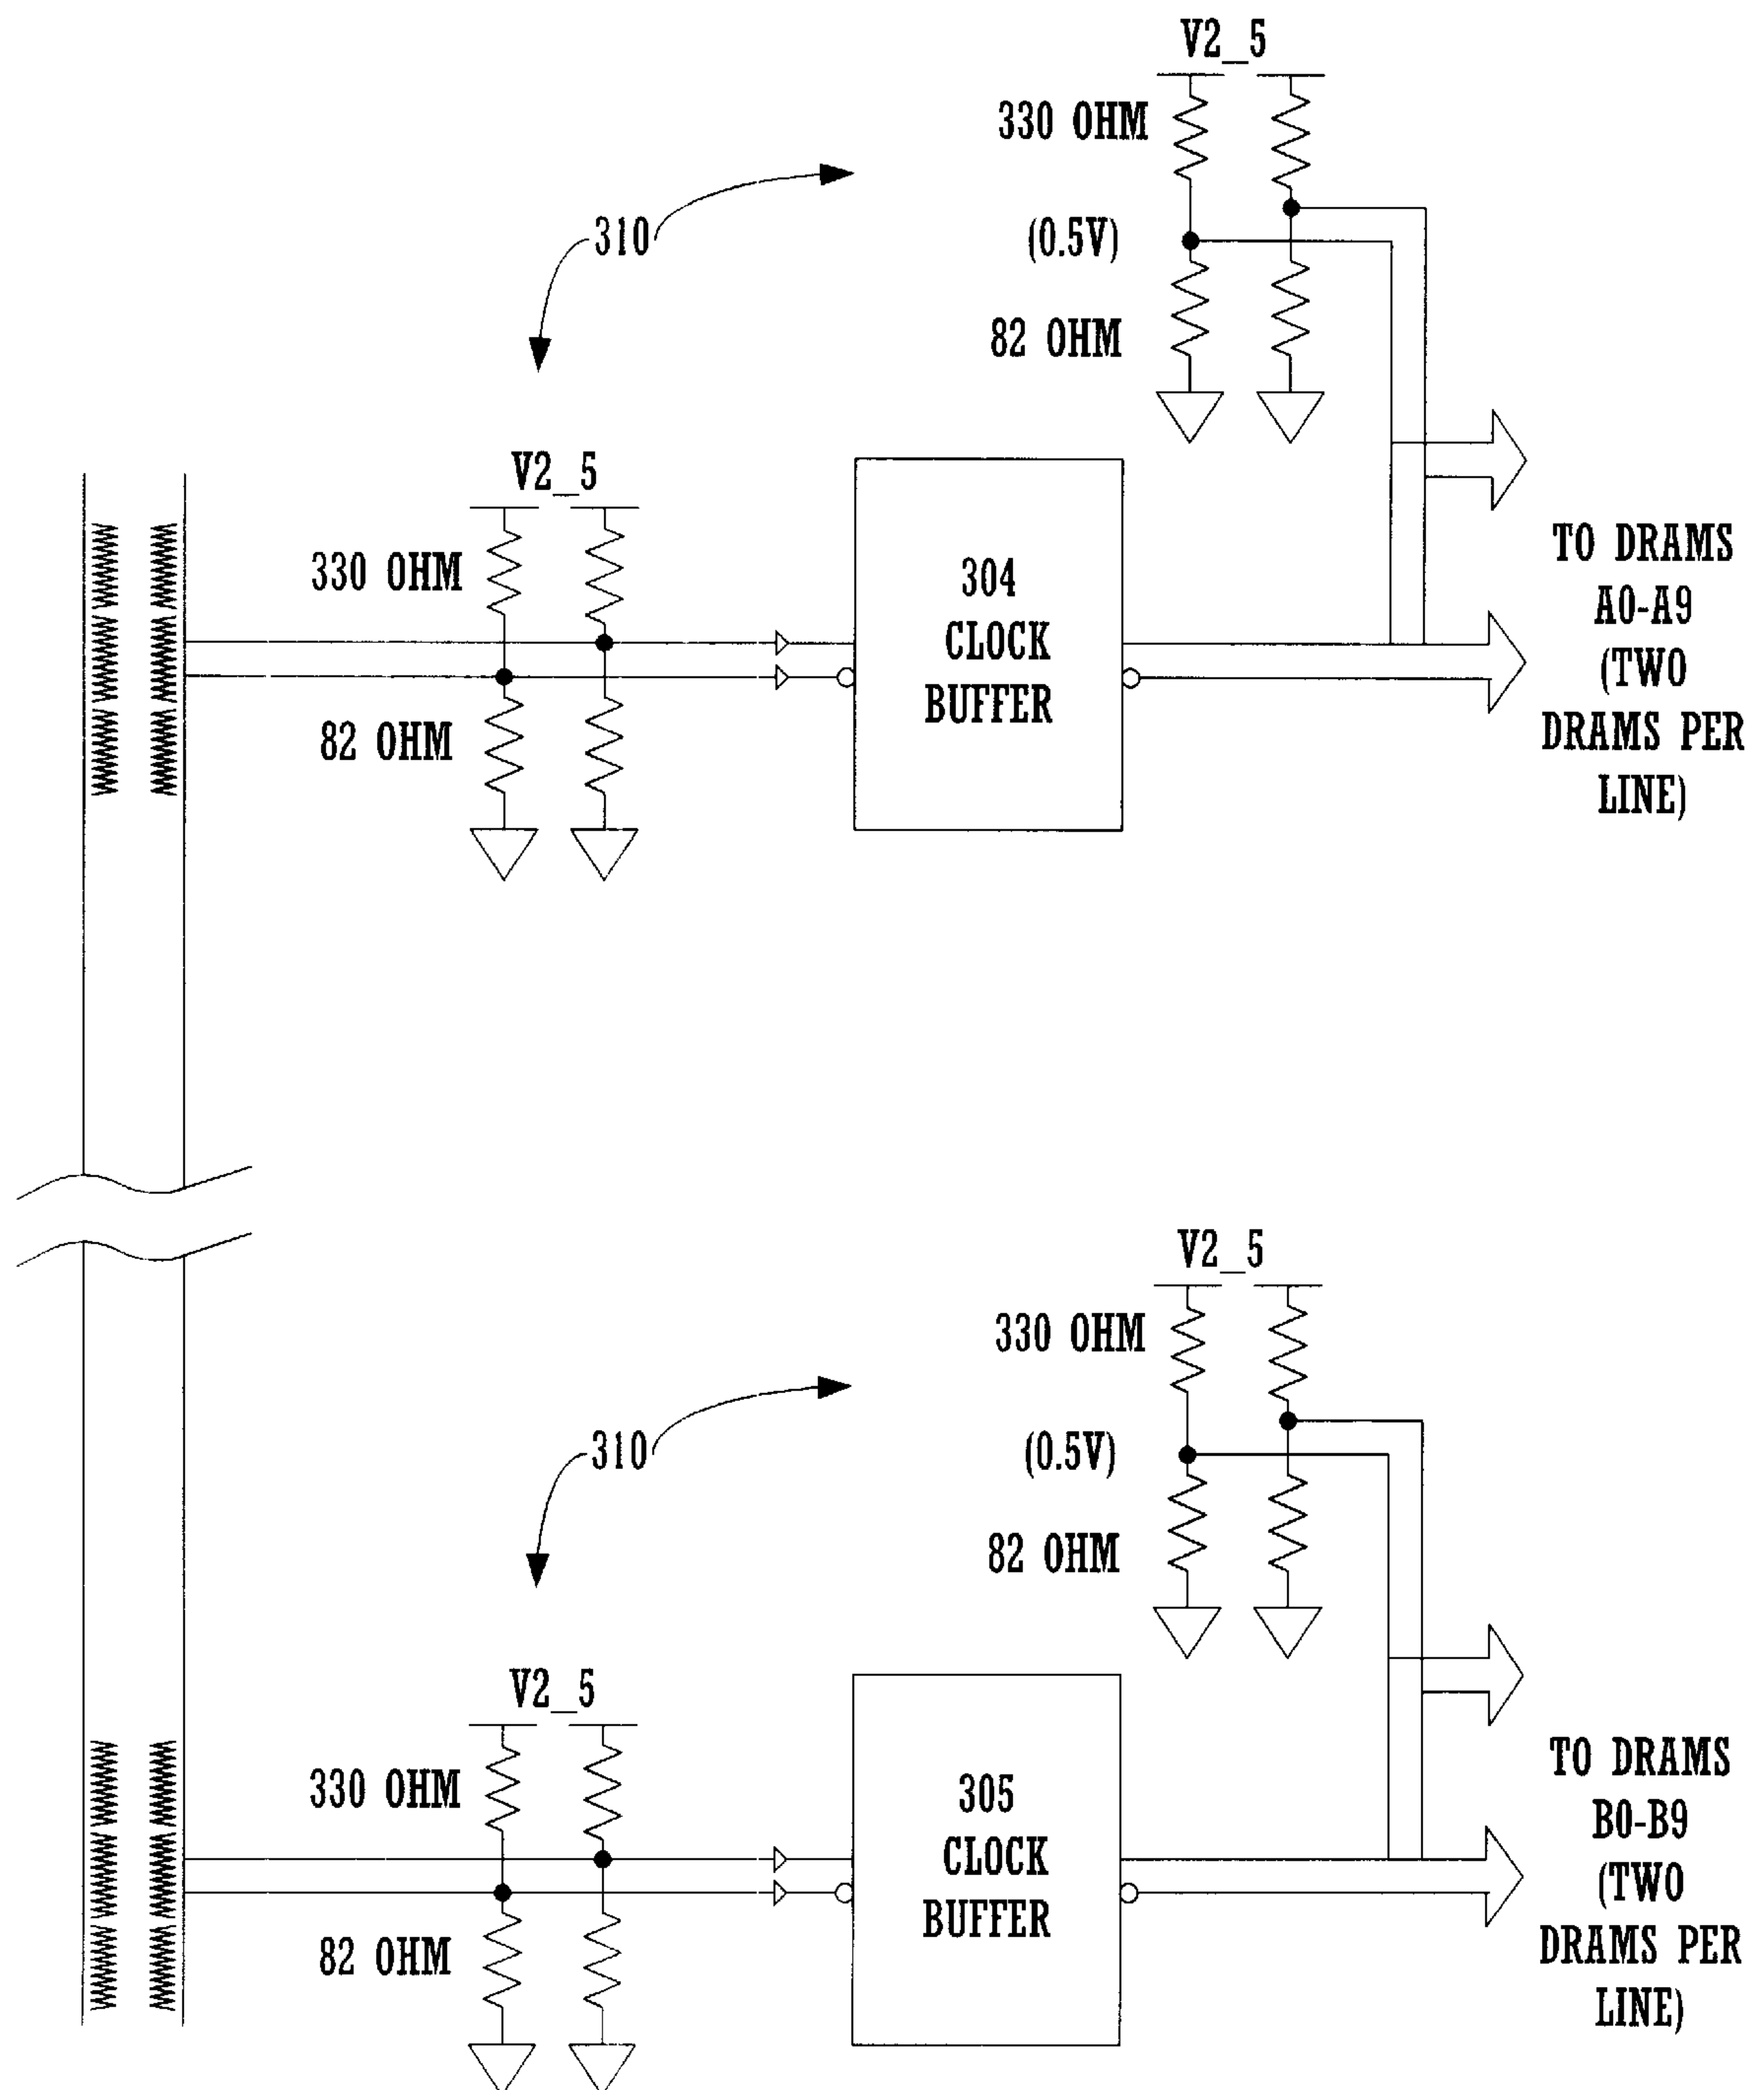 V2_5
330 OHM
310
(0.5V)
82 OHM
V2_5
330 OHM
82 OHM
304
CLOCK
BUFFER
TO DRAMS
A0-A9
(TWO
DRAMS PER
LINE)
V2_5
330 OHM
310
(0.5V)
82 OHM
V2_5
330 OHM
82 OHM
305
CLOCK
BUFFER
TO DRAMS
B0-B9
(TWO
DRAMS PER
LINE)